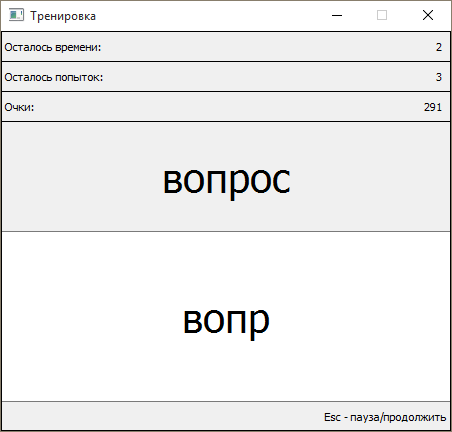 Тренировка
Осталось времени: 2
Осталось попыток: 3
Очки: 291
вопрос
вопр
Esc - пауза/продолжить